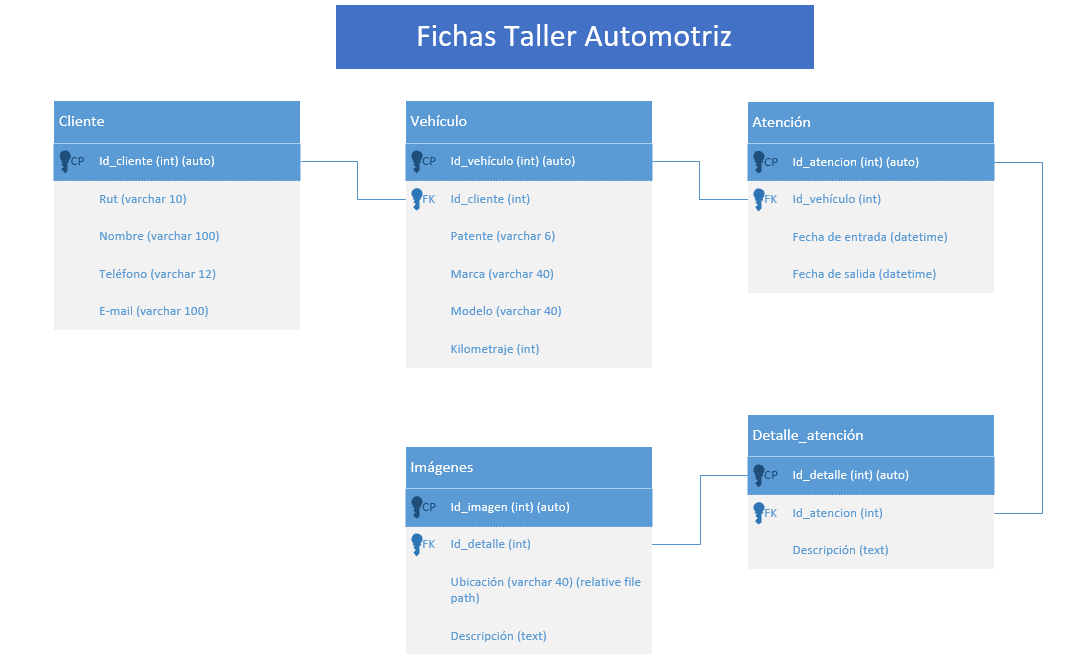 Fichas Taller Automotriz
Cliente
CP Id_cliente (int) (auto)
Rut (varchar 10)
Nombre (varchar 100)
Teléfono (varchar 12)
E-mail (varchar 100)
Vehículo
CP Id_vehículo (int) (auto)
FK Id_cliente (int)
Patente (varchar 6)
Marca (varchar 40)
Modelo (varchar 40)
Kilometraje (int)
Atención
CP Id_atencion (int) (auto)
FK Id_vehículo (int)
Fecha de entrada (datetime)
Fecha de salida (datetime)
Imágenes
CP Id_imagen (int) (auto)
FK Id_detalle (int)
Ubicación (varchar 40) (relative file
path)
Descripción (text)
Detalle_atención
CP Id_detalle (int) (auto)
FK Id_atencion (int)
Descripción (text)